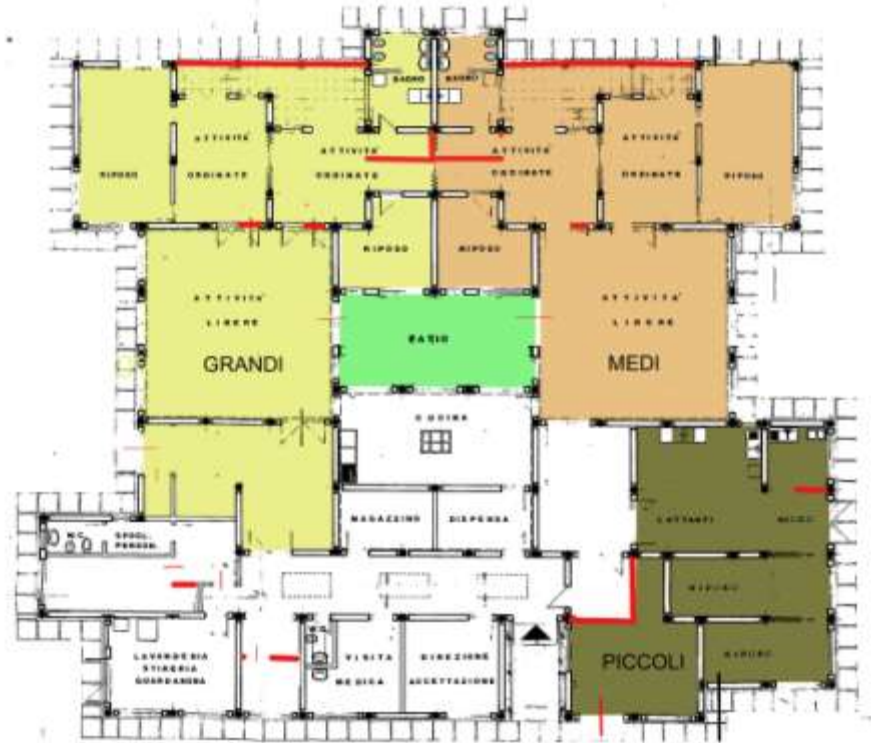 BAGNO BAGNO
ATTIVITA' ATTIVITA' ATTIVITA' ATTIVITA'
RIPOSO ORDINATE ORDINATE ORDINATE ORDINATE RIPOSO
RIPOSO RIPOSO
ATTIVITA' ATTIVITA'
LIBERE LIBERE
PATIO
GRANDI MEDI
CUCINA
MAGAZZINO DISPENSA LATTANTI
W.C. SPOGL.
PERSON.
RIPOSO
W.C.
LAVANDERIA VISITA DIREZIONE PICCOLI RIPOSO
STIRERIA
GUARDAROBA MEDICA ACCETTAZIONE